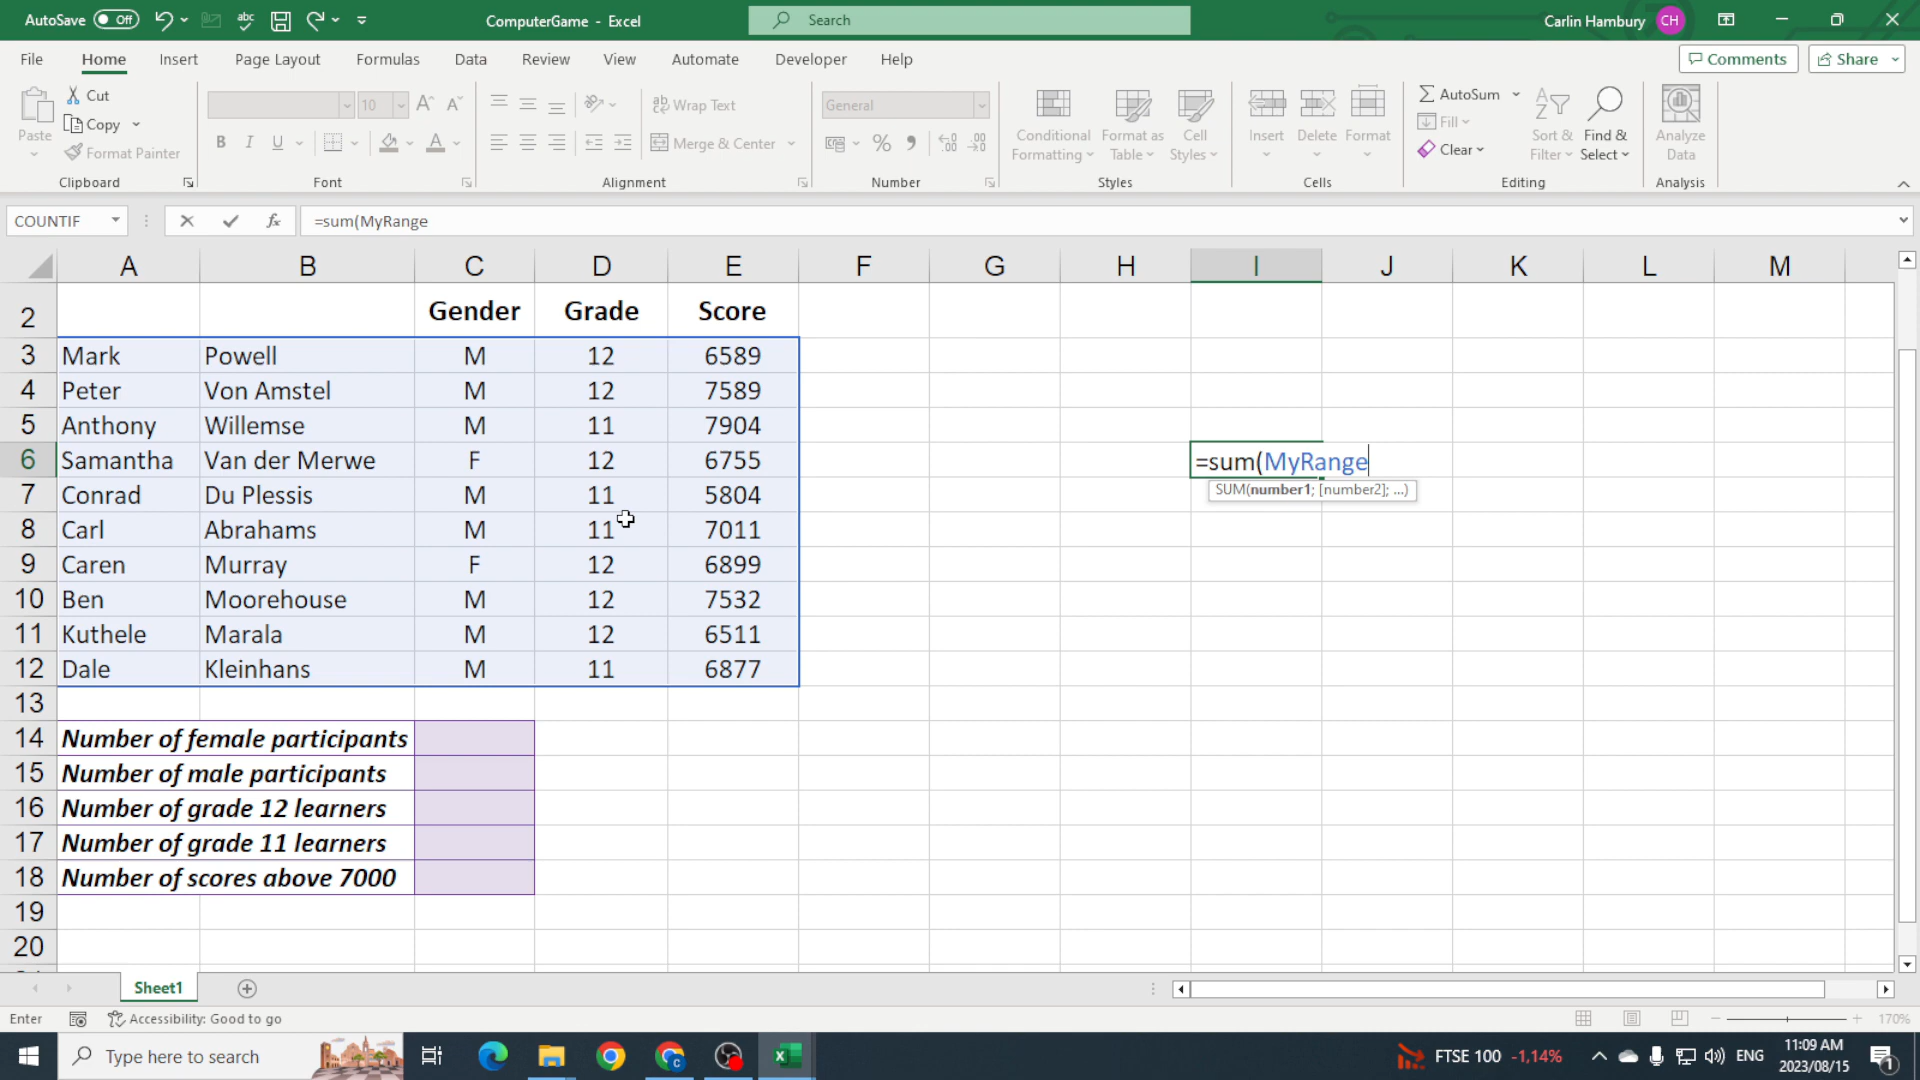 AutoSave Off abc ComputerGame - Excel Search Carlin Hambury CH
File Home Insert Page Layout Formulas Data Review View Automate Developer Help Comments Share
Paste Cut Copy Format Painter Clipboard
10 A A B I U A Font
ab Wrap Text Merge & Center Alignment
General % Number
Conditional Formatting Format as Table Cell Styles Styles
Insert Delete Format Cells
AutoSum Fill Clear Sort & Filter Find & Select Editing
Analyze Data Analysis
COUNTIF fx =sum(MyRange
A B C D E F G H I J K L M
2 Gender Grade Score
3 Mark Powell M 12 6589
4 Peter Von Amstel M 12 7589
5 Anthony Willemse M 11 7904
6 Samantha Van der Merwe F 12 6755 =sum(MyRange
SUM(number1; [number2]; ...)
7 Conrad Du Plessis M 11 5804
8 Carl Abrahams M 11 7011
9 Caren Murray F 12 6899
10 Ben Moorehouse M 12 7532
11 Kuthele Marala M 12 6511
12 Dale Kleinhans M 11 6877
13
14 Number of female participants
15 Number of male participants
16 Number of grade 12 learners
17 Number of grade 11 learners
18 Number of scores above 7000
19
20
Sheet1
Enter Accessibility: Good to go 170%
Type here to search FTSE 100 -1,14% ENG 11:09 AM
2023/08/15 1